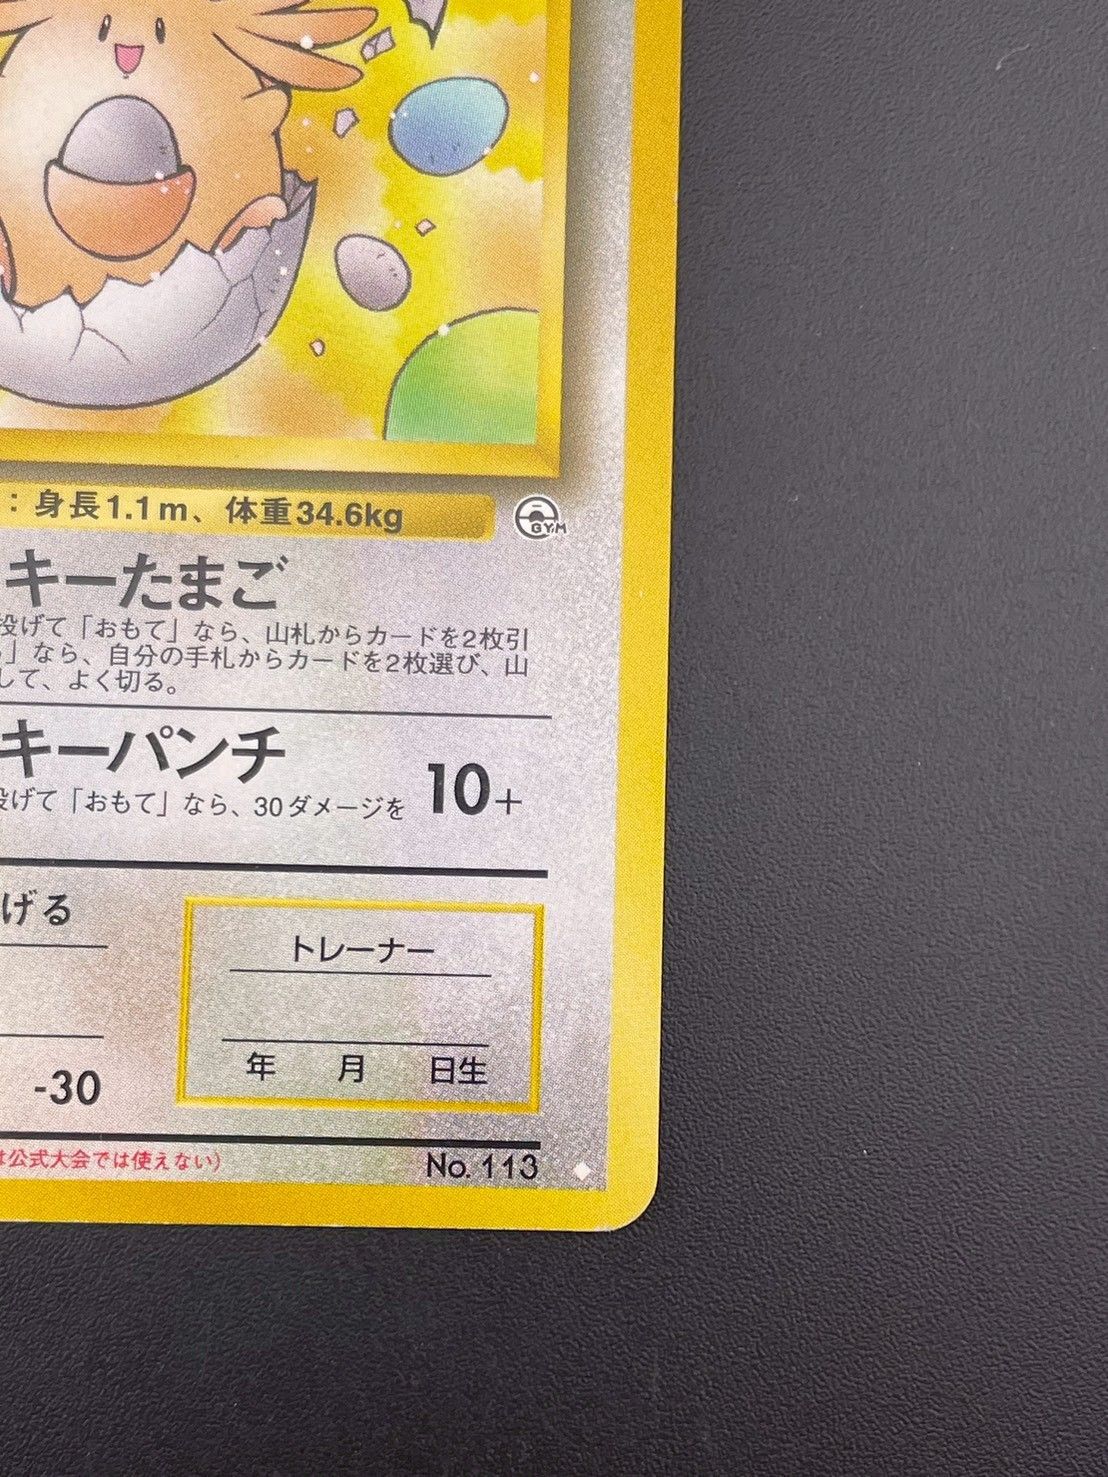 ：身長1.1m、体重34.6kg
GYM
キーたまご
投げて「おもて」なら、山札からカードを2枚引
」なら、自分の手札からカードを2枚選び、山
して、よく切る。
キーパンチ
投げて「おもて」なら、30ダメージを
10+
げる
トレーナー
年 月 日生
-30
は公式大会では使えない）
No. 113